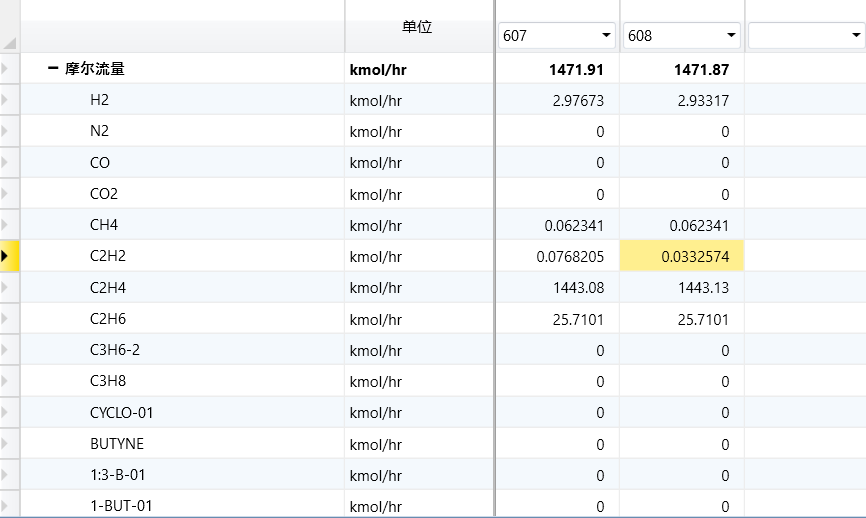 单位 607 608
摩尔流量 kmol/hr 1471.91 1471.87
H2 kmol/hr 2.97673 2.93317
N2 kmol/hr 0 0
CO kmol/hr 0 0
CO2 kmol/hr 0 0
CH4 kmol/hr 0.062341 0.062341
C2H2 kmol/hr 0.0768205 0.0332574
C2H4 kmol/hr 1443.08 1443.13
C2H6 kmol/hr 25.7101 25.7101
C3H6-2 kmol/hr 0 0
C3H8 kmol/hr 0 0
CYCLO-01 kmol/hr 0 0
BUTYNE kmol/hr 0 0
1:3-B-01 kmol/hr 0 0
1-BUT-01 kmol/hr 0 0